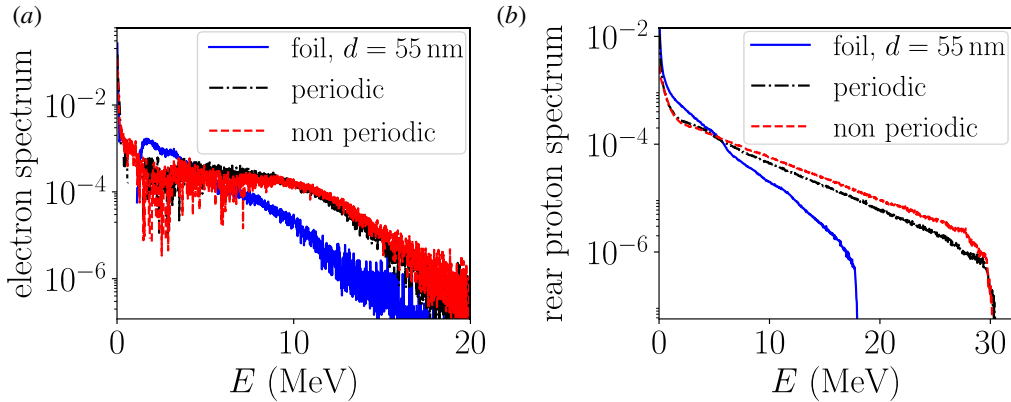 (a)
electron spectrum
10⁻²
10⁻⁴
10⁻⁶
foil, d = 55 nm
periodic
non periodic
0 10 20
E (MeV)
(b)
rear proton spectrum
10⁻²
10⁻⁴
10⁻⁶
foil, d = 55 nm
periodic
non periodic
0 10 20 30
E (MeV)